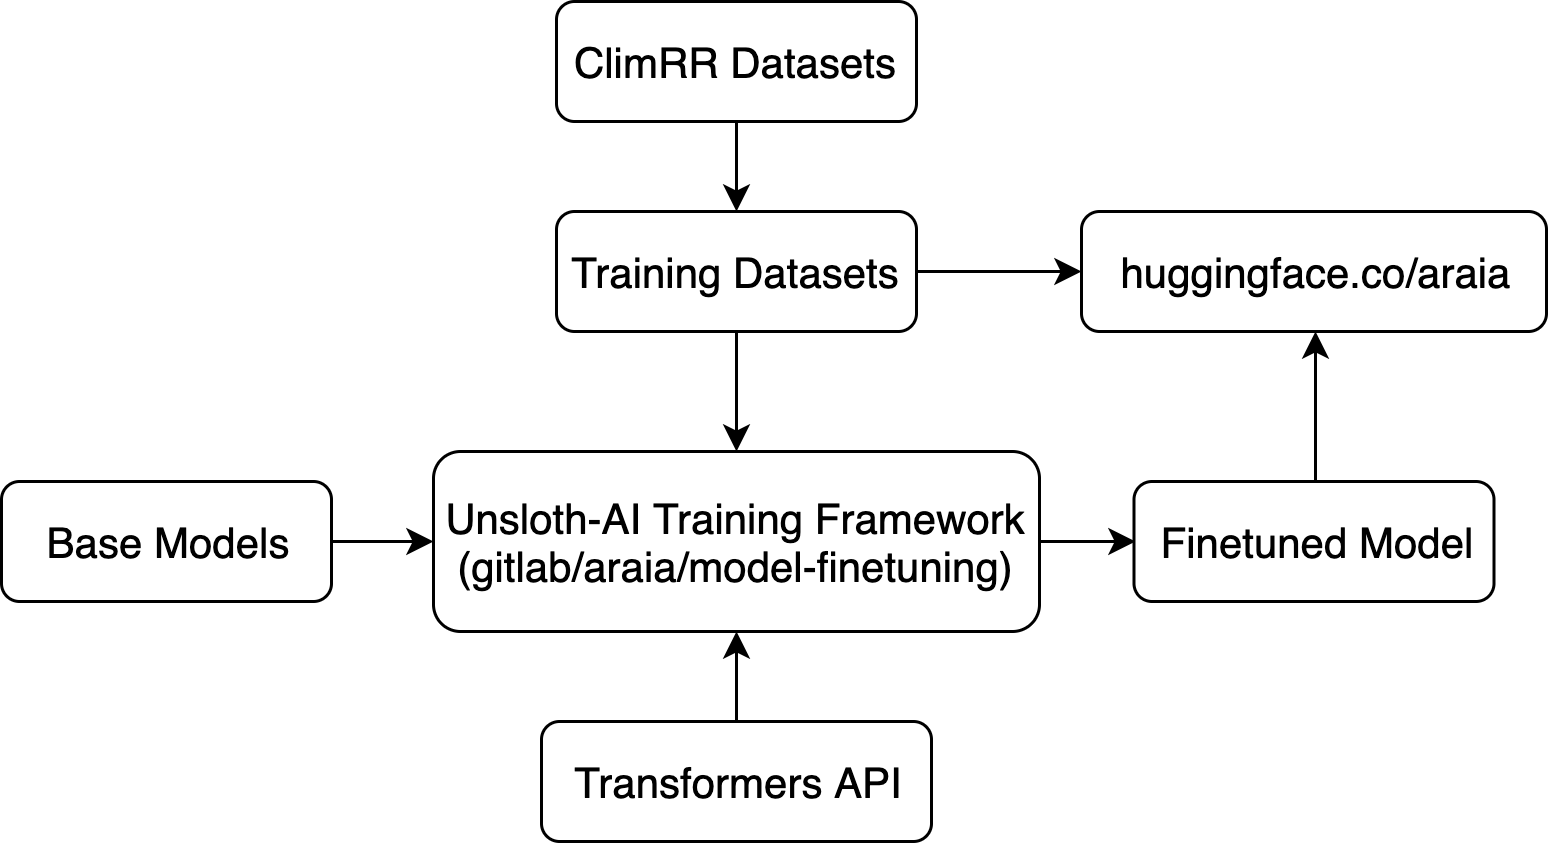 ClimRR Datasets
Training Datasets
huggingface.co/araia
Base Models
Unsloth-AI Training Framework
(gitlab/araia/model-finetuning)
Finetuned Model
Transformers API